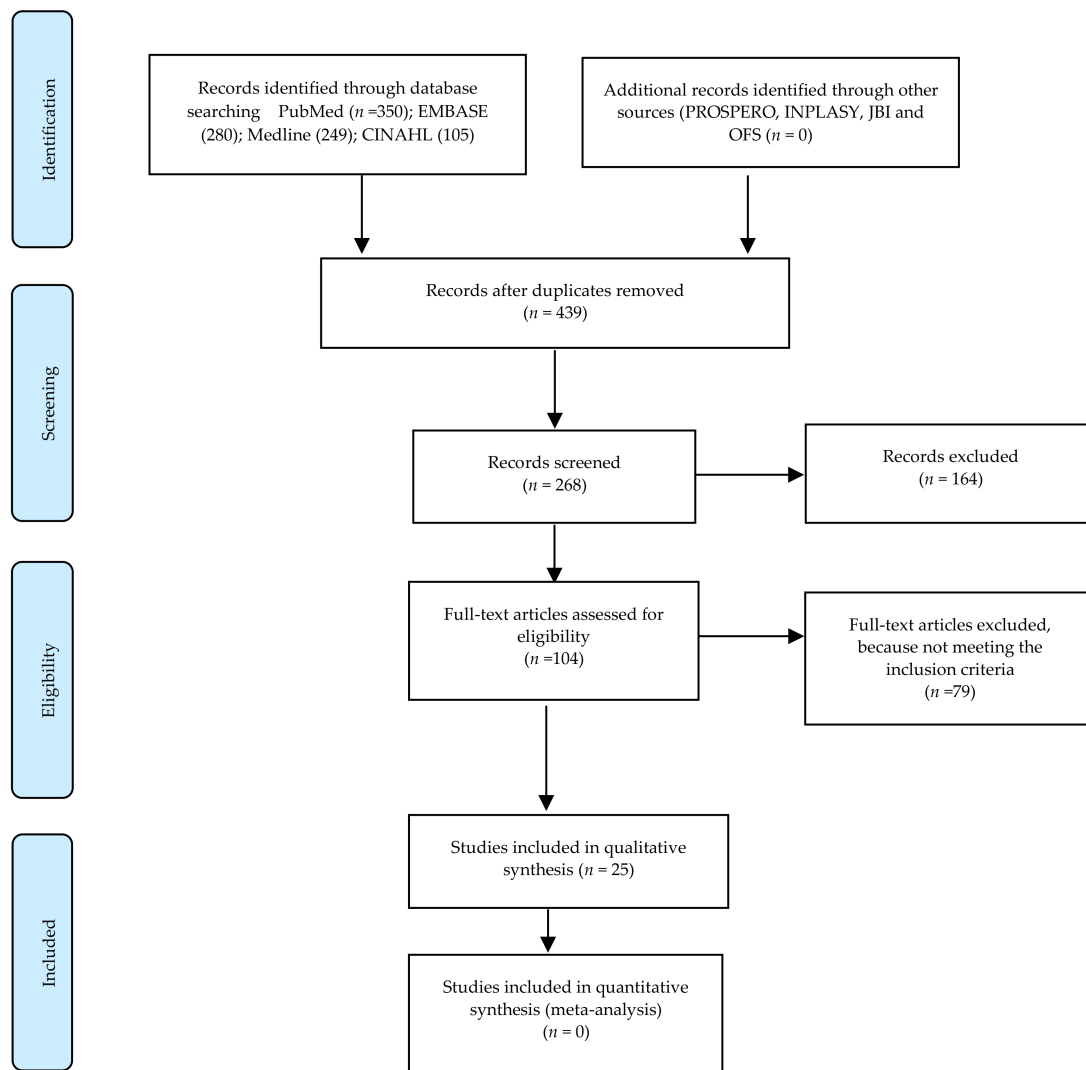 Identification
Records identified through database
searching PubMed (n =350); EMBASE
(280); Medline (249); CINAHL (105)
Additional records identified through other
sources (PROSPERO, INPLASY, JBI and
OFS (n = 0)
Screening
Records after duplicates removed
(n = 439)
Records screened
(n = 268)
Records excluded
(n = 164)
Eligibility
Full-text articles assessed for
eligibility
(n =104)
Full-text articles excluded,
because not meeting the
inclusion criteria
(n =79)
Included
Studies included in qualitative
synthesis (n = 25)
Studies included in quantitative
synthesis (meta-analysis)
(n = 0)